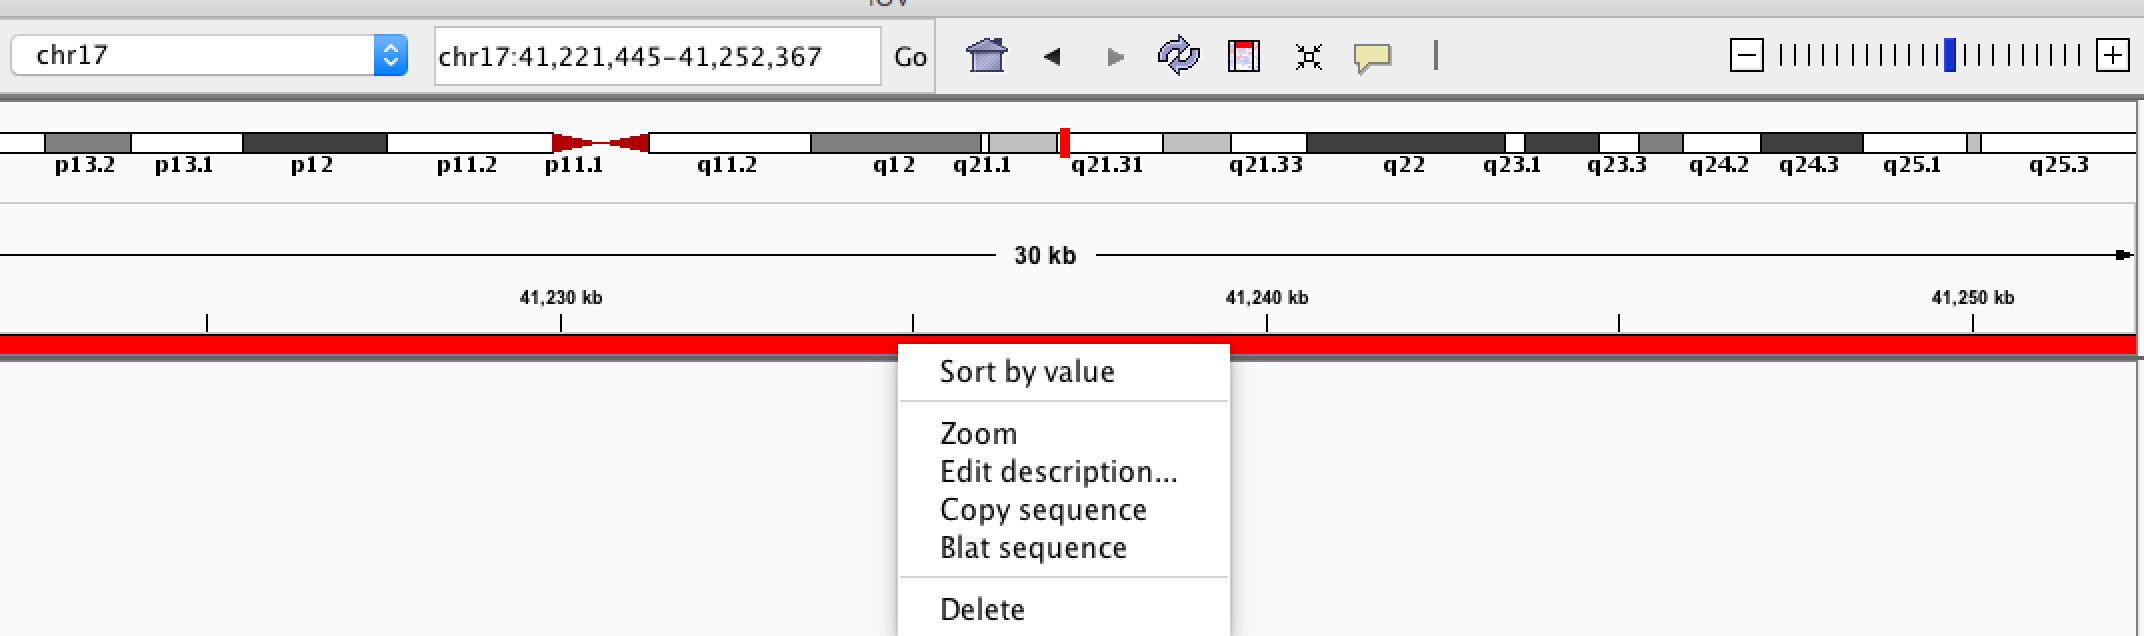 IGV
chr17
chr17:41,221,445-41,252,367
Go
p13.2 p13.1 p12 p11.2 p11.1 q11.2 q12 q21.1 q21.31 q21.33 q22 q23.1 q23.3 q24.2 q24.3 q25.1 q25.3
30 kb
41,230 kb 41,240 kb 41,250 kb
Sort by value
Zoom
Edit description...
Copy sequence
Blat sequence
Delete